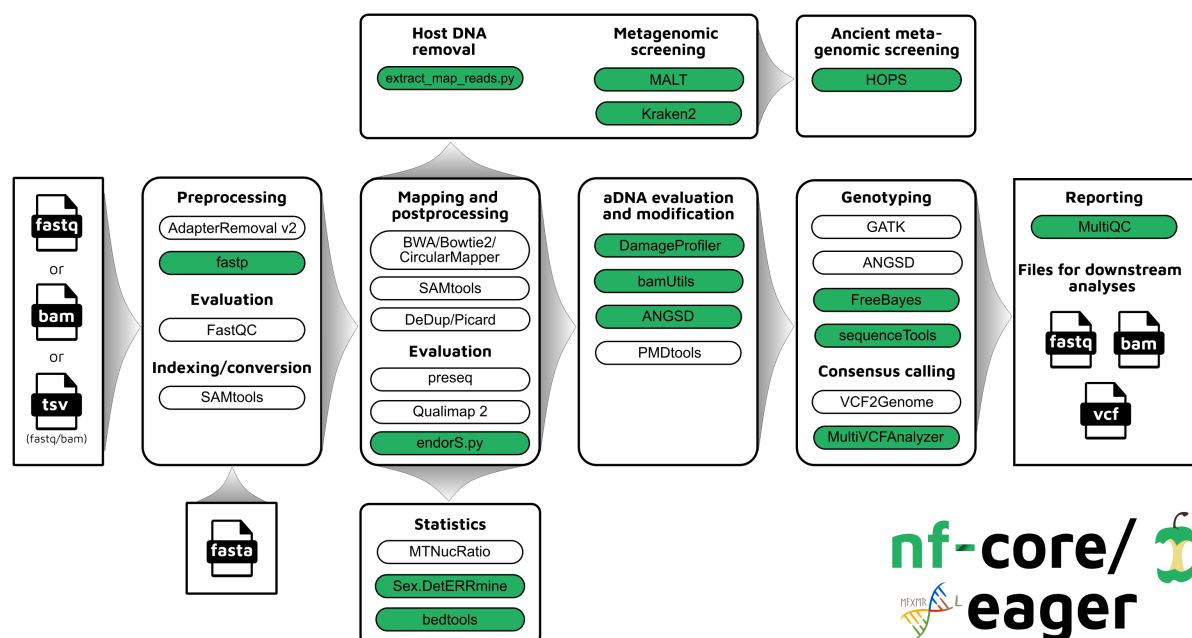 Host DNA
removal
extract_map_reads.py
Metagenomic
screening
MALT
Kraken2
Ancient meta-
genomic screening
HOPS
fastq
or
bam
or
tsv
(fastq/bam)
Preprocessing
AdapterRemoval v2
fastp
Evaluation
FastQC
Indexing/conversion
SAMtools
fasta
Mapping and
postprocessing
BWA/Bowtie2/
CircularMapper
SAMtools
DeDup/Picard
Evaluation
preseq
Qualimap 2
endorS.py
Statistics
MTNucRatio
Sex.DetERRmine
bedtools
aDNA evaluation
and modification
DamageProfiler
bamUtils
ANGSD
PMDtools
Genotyping
GATK
ANGSD
FreeBayes
sequenceTools
Consensus calling
VCF2Genome
MultiVCFAnalyzer
Reporting
MultiQC
Files for downstream
analyses
fastq
bam
vcf
nf-core/
eager